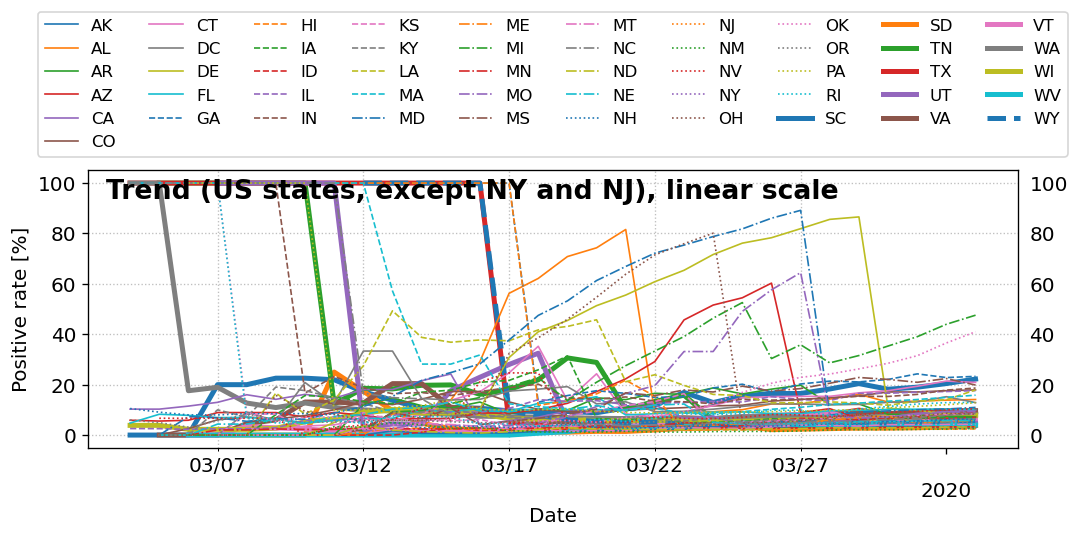 AK CT HI KS ME MT NJ OK SD VT
AL DC IA KY MI NC NM OR TN WA
AR DE ID LA MN ND NV PA TX WI
AZ FL IL MA MO NE NY RI UT WV
CA GA IN MD MS NH OH SC VA WY
CO
Trend (US states, except NY and NJ), linear scale
Positive rate [%]
100 100
80 80
60 60
40 40
20 20
0 0
03/07 03/12 03/17 03/22 03/27
2020
Date